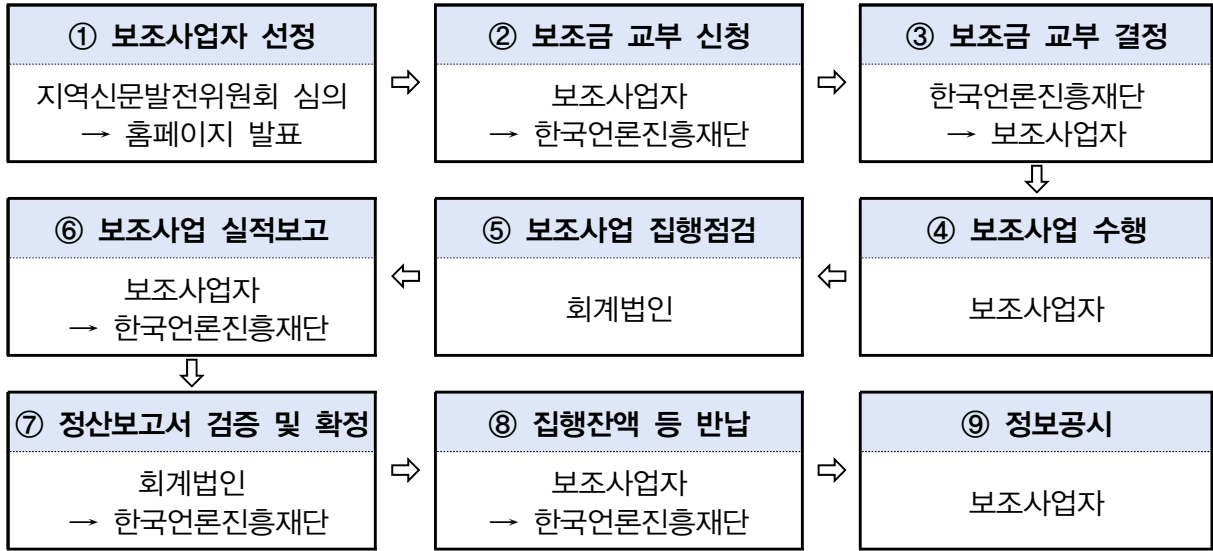 ① 보조사업자 선정
지역신문발전위원회 심의
→ 홈페이지 발표
② 보조금 교부 신청
보조사업자
→ 한국언론진흥재단
③ 보조금 교부 결정
한국언론진흥재단
→ 보조사업자
④ 보조사업 수행
보조사업자
⑤ 보조사업 집행점검
회계법인
⑥ 보조사업 실적보고
보조사업자
→ 한국언론진흥재단
⑦ 정산보고서 검증 및 확정
회계법인
→ 한국언론진흥재단
⑧ 집행잔액 등 반납
보조사업자
→ 한국언론진흥재단
⑨ 정보공시
보조사업자